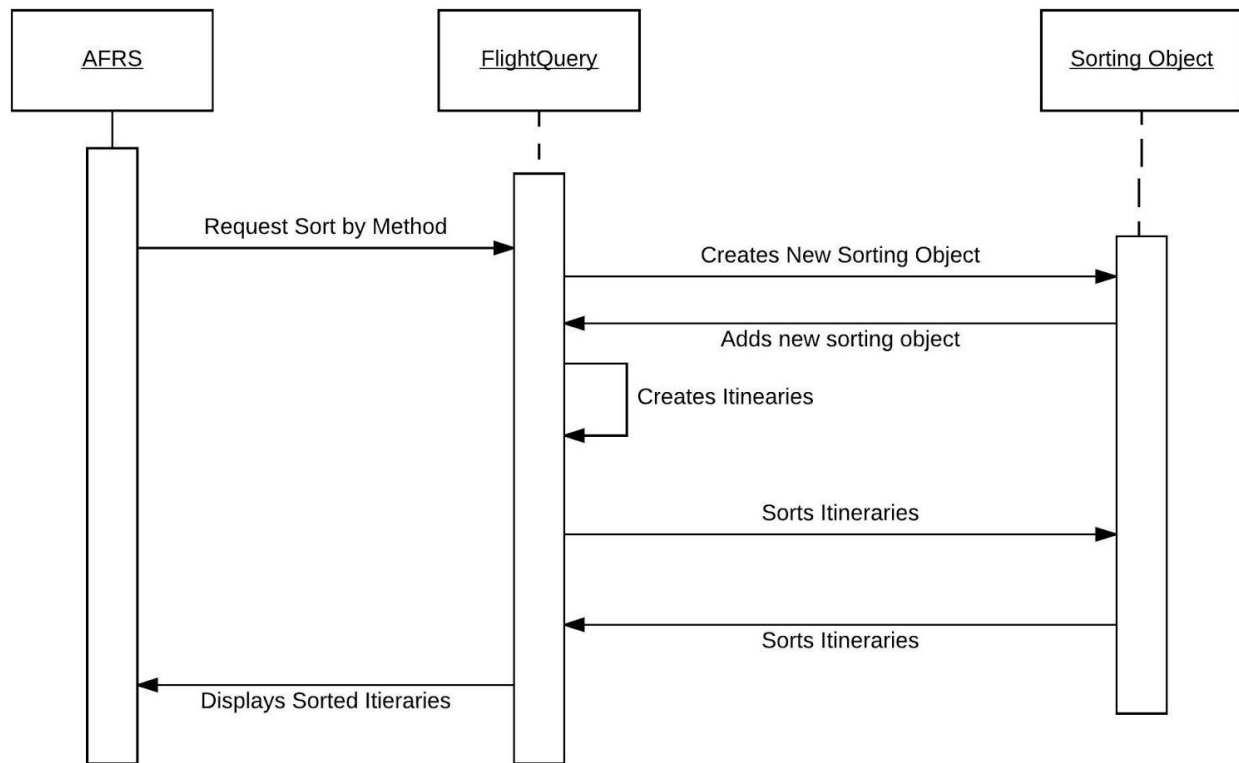 AFRS
FlightQuery
Sorting Object
Request Sort by Method
Creates New Sorting Object
Adds new sorting object
Creates Itinearies
Sorts Itineraries
Sorts Itineraries
Displays Sorted Itieraries